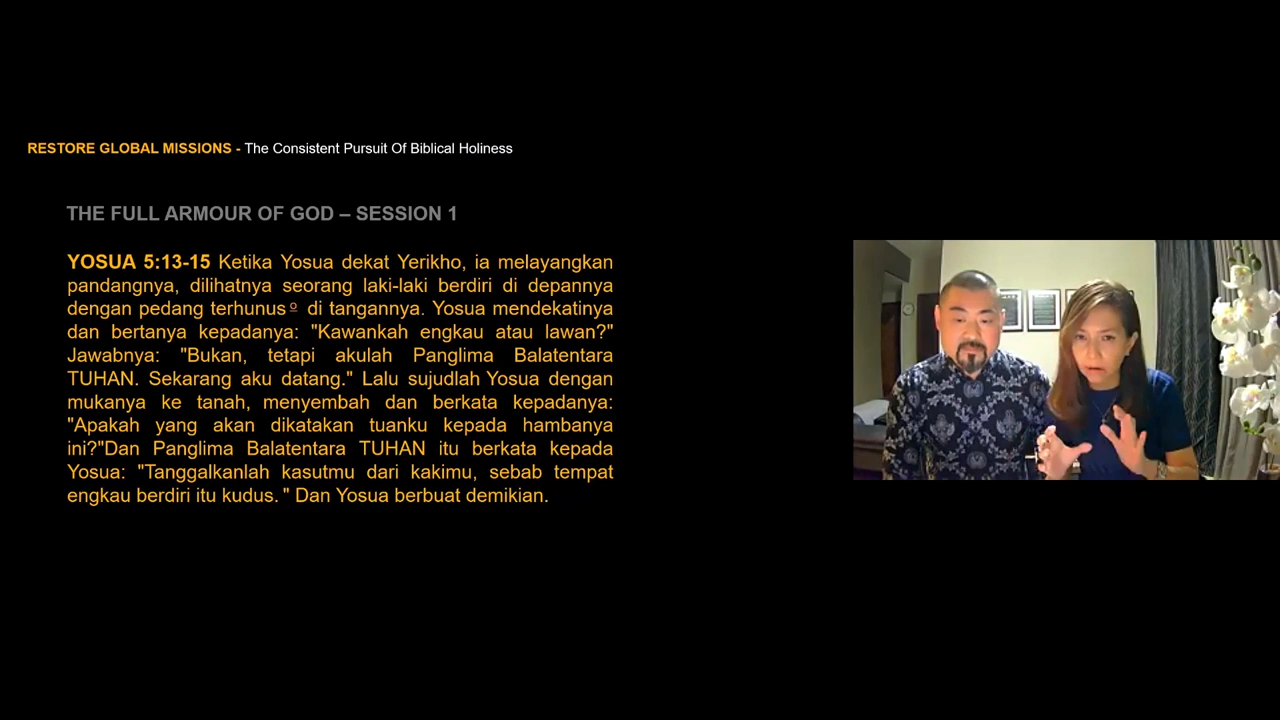 RESTORE GLOBAL MISSIONS - The Consistent Pursuit Of Biblical Holiness
THE FULL ARMOUR OF GOD – SESSION 1
YOSUA 5:13-15 Ketika Yosua dekat Yerikho, ia melayangkan
pandangnya, dilihatnya seorang laki-laki berdiri di depannya
dengan pedang terhunus o di tangannya. Yosua mendekatinya
dan bertanya kepadanya: "Kawankah engkau atau lawan?"
Jawabnya: "Bukan, tetapi akulah Panglima Balatentara
TUHAN. Sekarang aku datang." Lalu sujudlah Yosua dengan
mukanya ke tanah, menyembah dan berkata kepadanya:
"Apakah yang akan dikatakan tuanku kepada hambanya
ini?"Dan Panglima Balatentara TUHAN itu berkata kepada
Yosua: "Tanggalkanlah kasutmu dari kakimu, sebab tempat
engkau berdiri itu kudus. " Dan Yosua berbuat demikian.